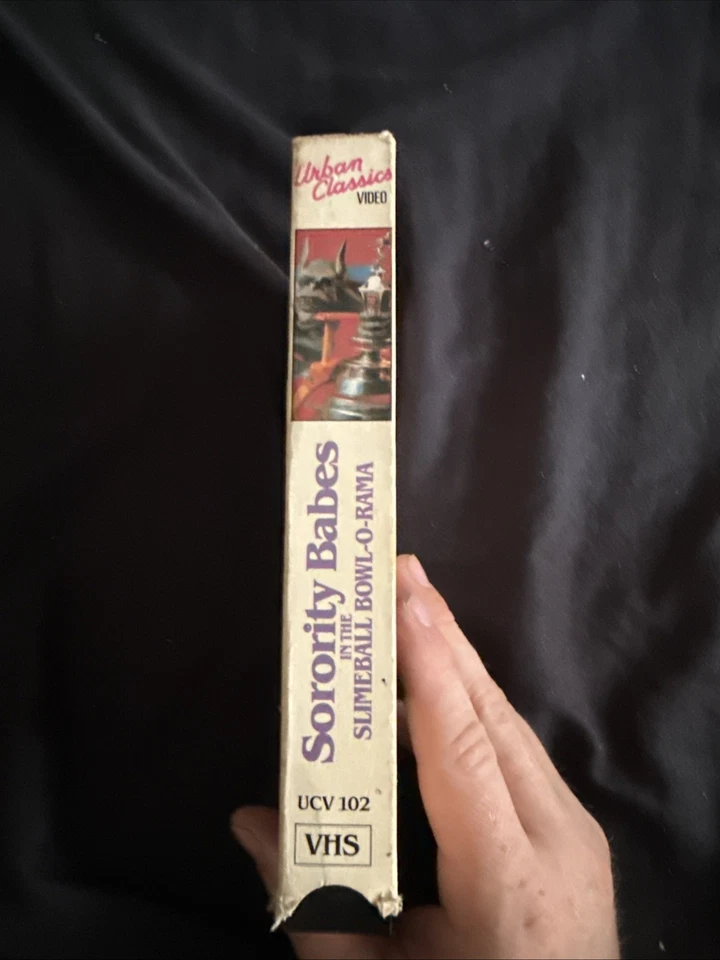 Urban
Classics
VIDEO
Sorority Babes
IN THE
SLIMEBALL BOWL-O-RAMA
UCV 102
VHS